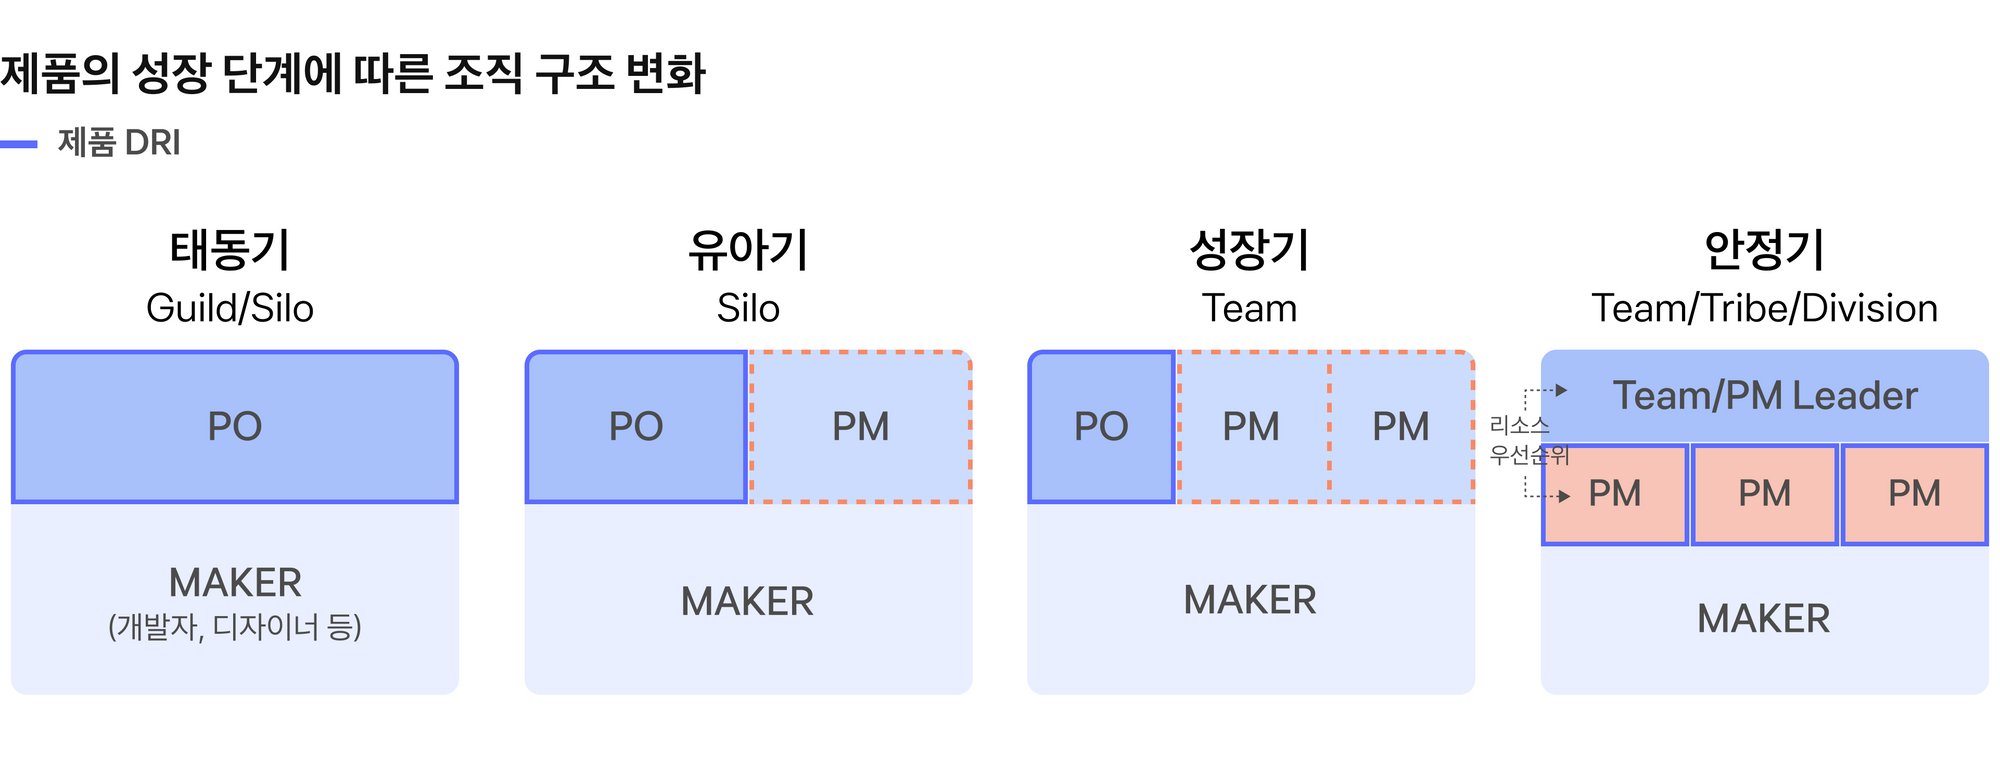 제품의 성장 단계에 따른 조직 구조 변화
제품 DRI
태동기
Guild/Silo
PO
MAKER
(개발자, 디자이너 등)
유아기
Silo
PO
PM
MAKER
성장기
Team
PO
PM
PM
MAKER
안정기
Team/Tribe/Division
Team/PM Leader
리소스
우선순위
PM
PM
PM
MAKER